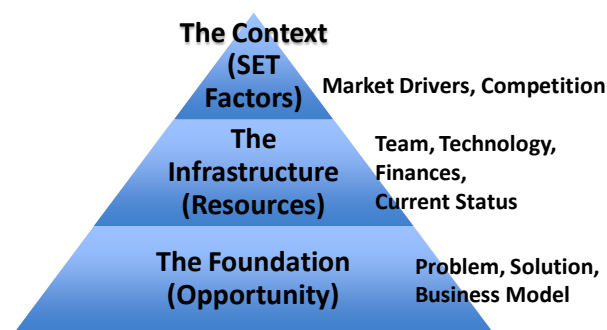 The Context
(SET
Factors)
Market Drivers, Competition
The
Infrastructure
(Resources)
Team, Technology,
Finances,
Current Status
The Foundation
(Opportunity)
Problem, Solution,
Business Model